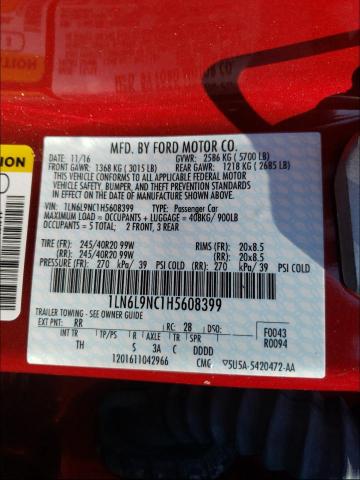 MFD. BY FORD MOTOR CO.
DATE: 11/16 GVWR: 2586 KG ( 5700 LB)
FRONT GAWR: 1368 KG ( 3015 LB) REAR GAWR: 1218 KG ( 2685 LB)
THIS VEHICLE CONFORMS TO ALL APPLICABLE FEDERAL MOTOR
VEHICLE SAFETY, BUMPER, AND THEFT PREVENTION STANDARDS IN
EFFECT ON THE DATE OF MANUFACTURE SHOWN ABOVE.
VIN: 1LN6L9NC1H5608399 TYPE: Passenger Car
MAXIMUM LOAD = OCCUPANTS + LUGGAGE = 408KG/ 900LB
OCCUPANTS = 5 TOTAL: 2 FRONT, 3 REAR
TIRE (FR): 245/40R20 99W RIMS (FR): 20x8.5
TIRE (RR): 245/40R20 99W (RR): 20x8.5
PRESSURE (FR): 270 kPa/ 39 PSI COLD (RR): 270 kPa/ 39 PSI COLD
1LN6L9NC1H5608399
TRAILER TOWING - SEE OWNER GUIDE
EXT PNT: RR RC: 28 DSO: F0043
INT TR TP/PS R AXLE TR SPR R0094
TH S 3A C DDDD
1201611042966 CMC ▽5U5A-5420472-AA
ION